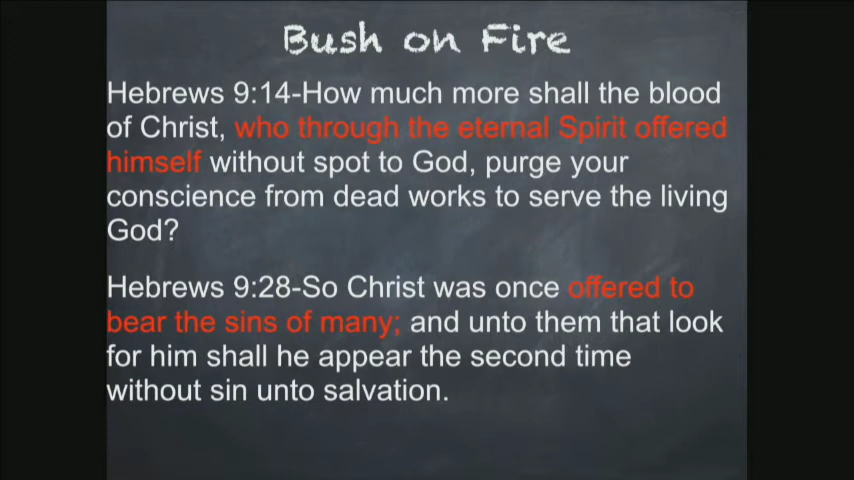 Bush on Fire
Hebrews 9:14-How much more shall the blood
of Christ, who through the eternal Spirit offered
himself without spot to God, purge your
conscience from dead works to serve the living
God?
Hebrews 9:28-So Christ was once offered to
bear the sins of many; and unto them that look
for him shall he appear the second time
without sin unto salvation.